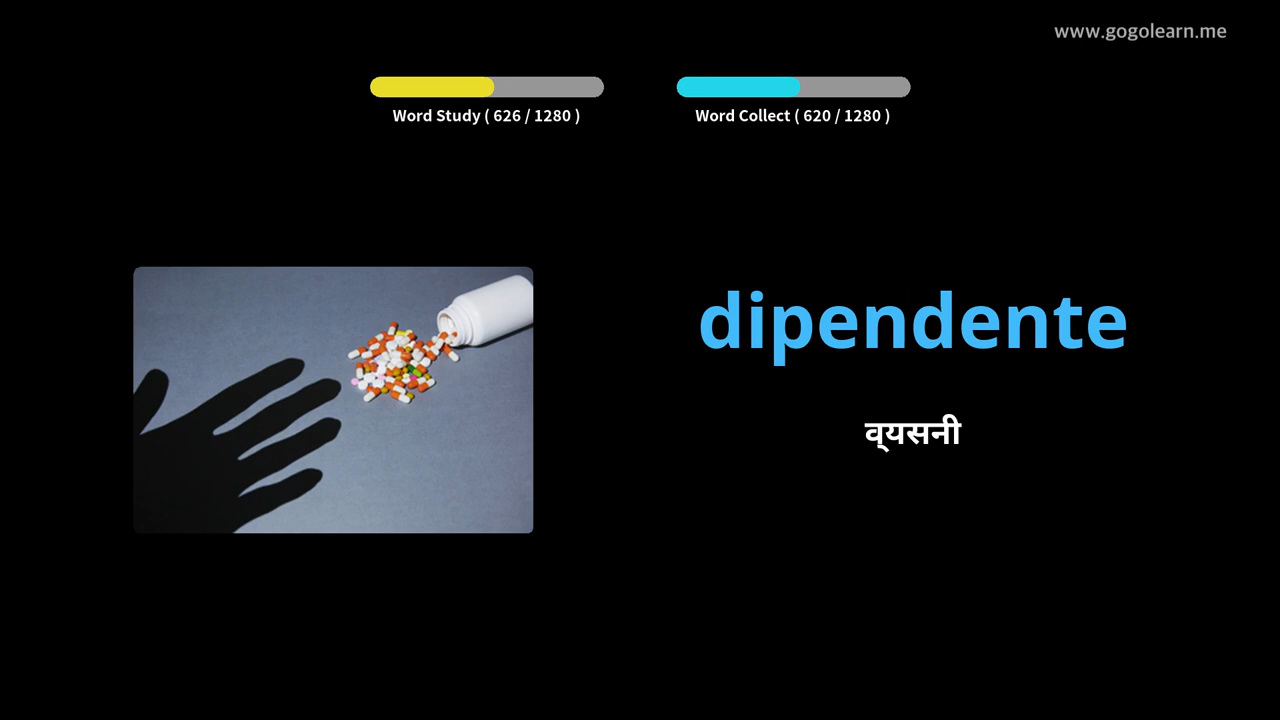 www.gogolearn.me
Word Study ( 626 / 1280 )
Word Collect ( 620 / 1280 )
dipendente
व्यसनी